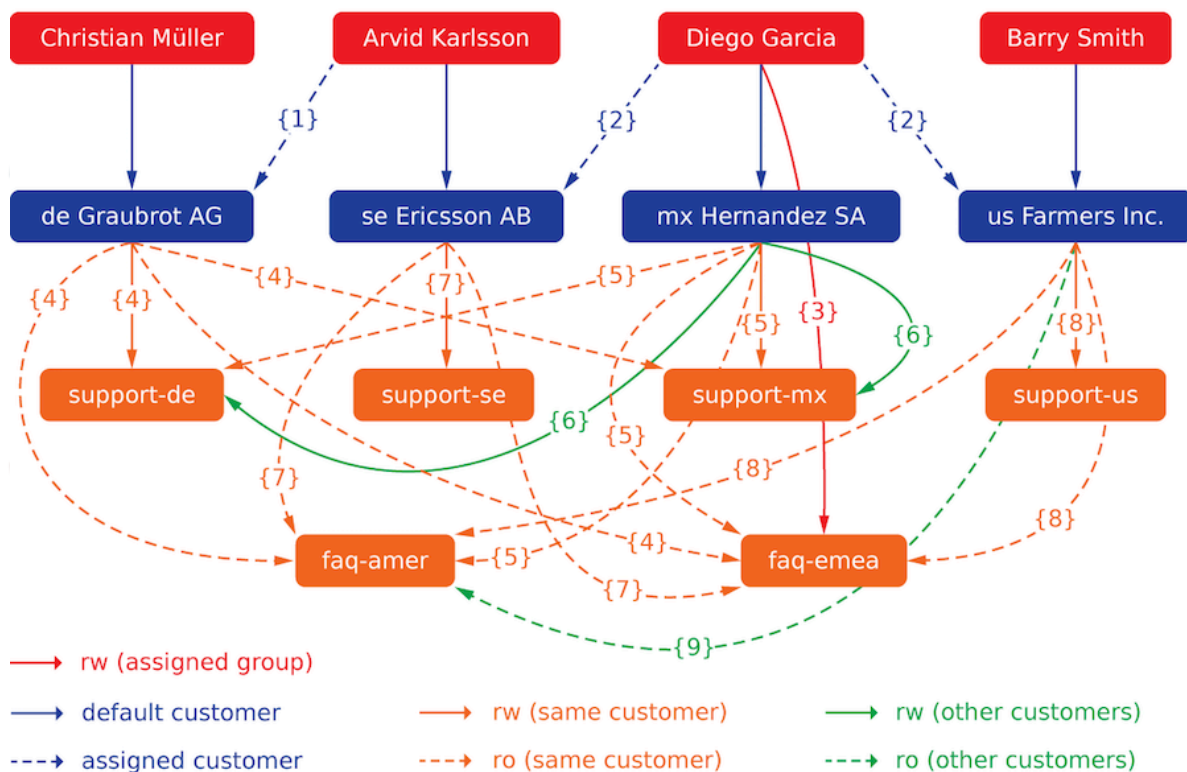 Christian Müller
Arvid Karlsson
Diego Garcia
Barry Smith
{1}
{2}
{2}
de Graubrot AG
se Ericsson AB
mx Hernandez SA
us Farmers Inc.
{4}
{4}
{4}
{7}
{5}
{5}
{3}
{6}
{8}
support-de
support-se
support-mx
support-us
{6}
{5}
{7}
{8}
{8}
faq-amer
{5}
{4}
faq-emea
{7}
{9}
rw (assigned group)
default customer
rw (same customer)
rw (other customers)
assigned customer
ro (same customer)
ro (other customers)